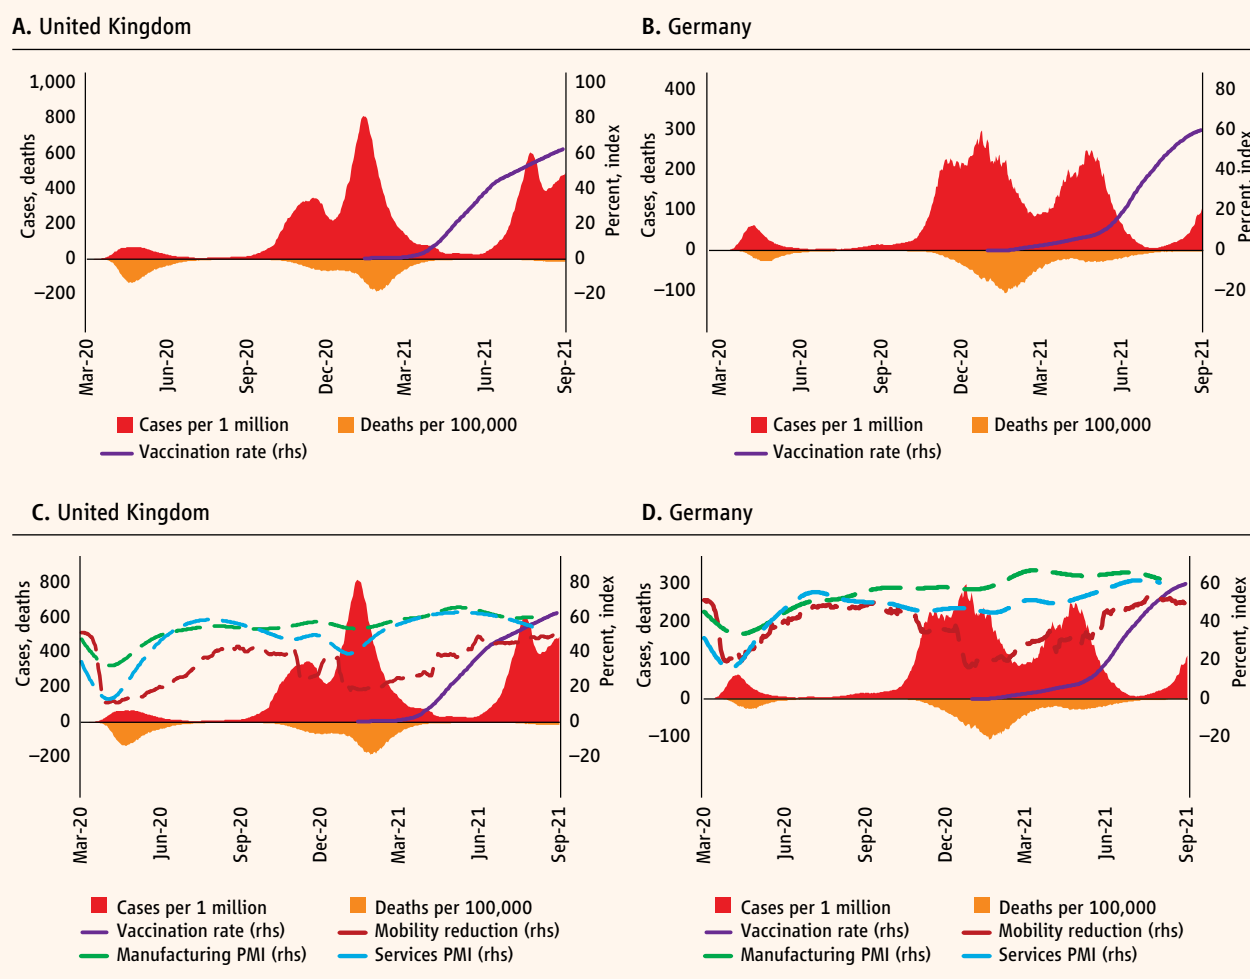 A. United Kingdom
1,000
800
600
400
200
0
–200
Cases, deaths
100
80
60
40
20
0
–20
Percent, index
Mar-20
Jun-20
Sep-20
Dec-20
Mar-21
Jun-21
Sep-21
Cases per 1 million
Deaths per 100,000
Vaccination rate (rhs)
B. Germany
400
300
200
100
0
–100
Cases, deaths
80
60
40
20
0
–20
Percent, index
Mar-20
Jun-20
Sep-20
Dec-20
Mar-21
Jun-21
Sep-21
Cases per 1 million
Deaths per 100,000
Vaccination rate (rhs)
C. United Kingdom
800
600
400
200
0
–200
Cases, deaths
80
60
40
20
0
–20
Percent, index
Mar-20
Jun-20
Sep-20
Dec-20
Mar-21
Jun-21
Sep-21
Cases per 1 million
Deaths per 100,000
Vaccination rate (rhs)
Mobility reduction (rhs)
Manufacturing PMI (rhs)
Services PMI (rhs)
D. Germany
300
200
100
0
–100
Cases, deaths
60
40
20
0
–20
Percent, index
Mar-20
Jun-20
Sep-20
Dec-20
Mar-21
Jun-21
Sep-21
Cases per 1 million
Deaths per 100,000
Vaccination rate (rhs)
Mobility reduction (rhs)
Manufacturing PMI (rhs)
Services PMI (rhs)